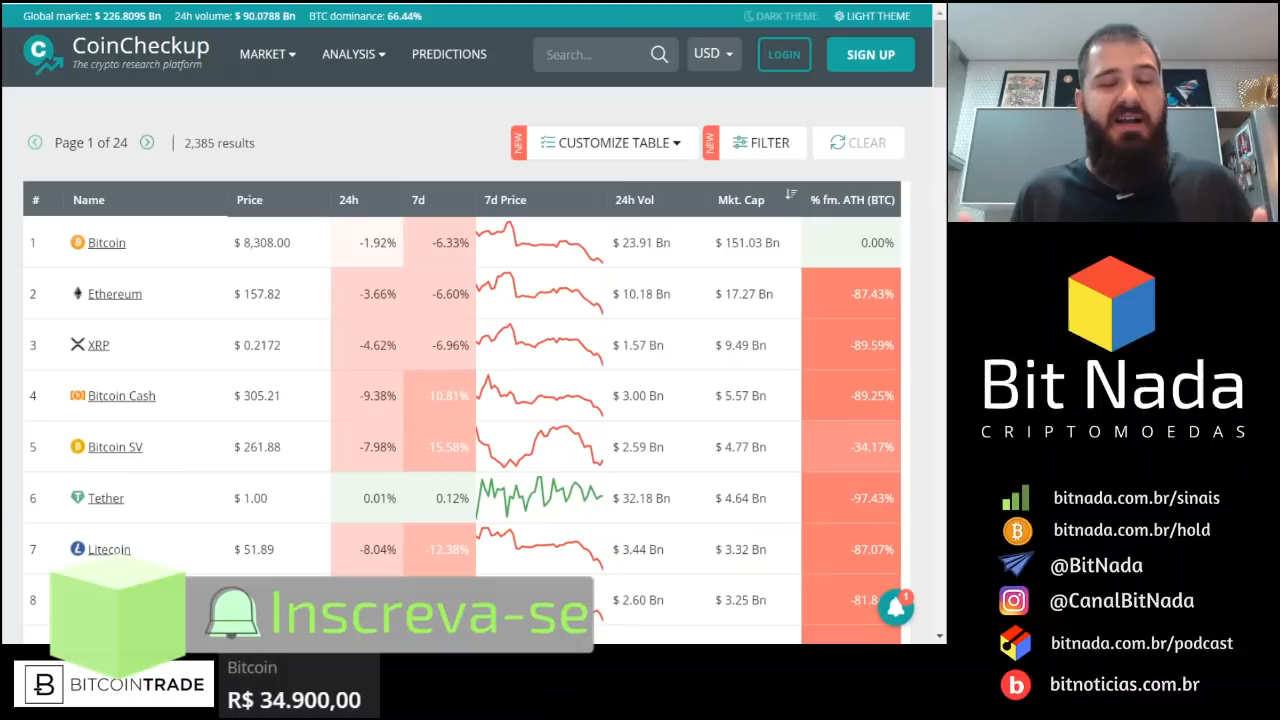 Global market: $ 226.8095 Bn 24h volume: $ 90.0788 Bn BTC dominance: 66.44% DARK THEME LIGHT THEME
CoinCheckup
The crypto research platform
MARKET ANALYSIS PREDICTIONS Search... USD LOGIN SIGN UP
Page 1 of 24 | 2,385 results NEW CUSTOMIZE TABLE NEW FILTER CLEAR
# Name Price 24h 7d 7d Price 24h Vol Mkt. Cap % fm. ATH (BTC)
1 Bitcoin $ 8,308.00 -1.92% -6.33% $ 23.91 Bn $ 151.03 Bn 0.00%
2 Ethereum $ 157.82 -3.66% -6.60% $ 10.18 Bn $ 17.27 Bn -87.43%
3 XRP $ 0.2172 -4.62% -6.96% $ 1.57 Bn $ 9.49 Bn -89.59%
4 Bitcoin Cash $ 305.21 -9.38% -10.81% $ 3.00 Bn $ 5.57 Bn -89.25%
5 Bitcoin SV $ 261.88 -7.98% -15.58% $ 2.59 Bn $ 4.77 Bn -34.17%
6 Tether $ 1.00 0.01% 0.12% $ 32.18 Bn $ 4.64 Bn -97.43%
7 Litecoin $ 51.89 -8.04% -12.38% $ 3.44 Bn $ 3.32 Bn -87.07%
8 $ 2.60 Bn $ 3.25 Bn -81.8
1
Inscreva-se
BITCOINTRADE
Bitcoin
R$ 34.900,00
Bit Nada
CRIPTOMOEDAS
bitnada.com.br/sinais
bitnada.com.br/hold
@BitNada
@CanalBitNada
bitnada.com.br/podcast
bitnoticias.com.br